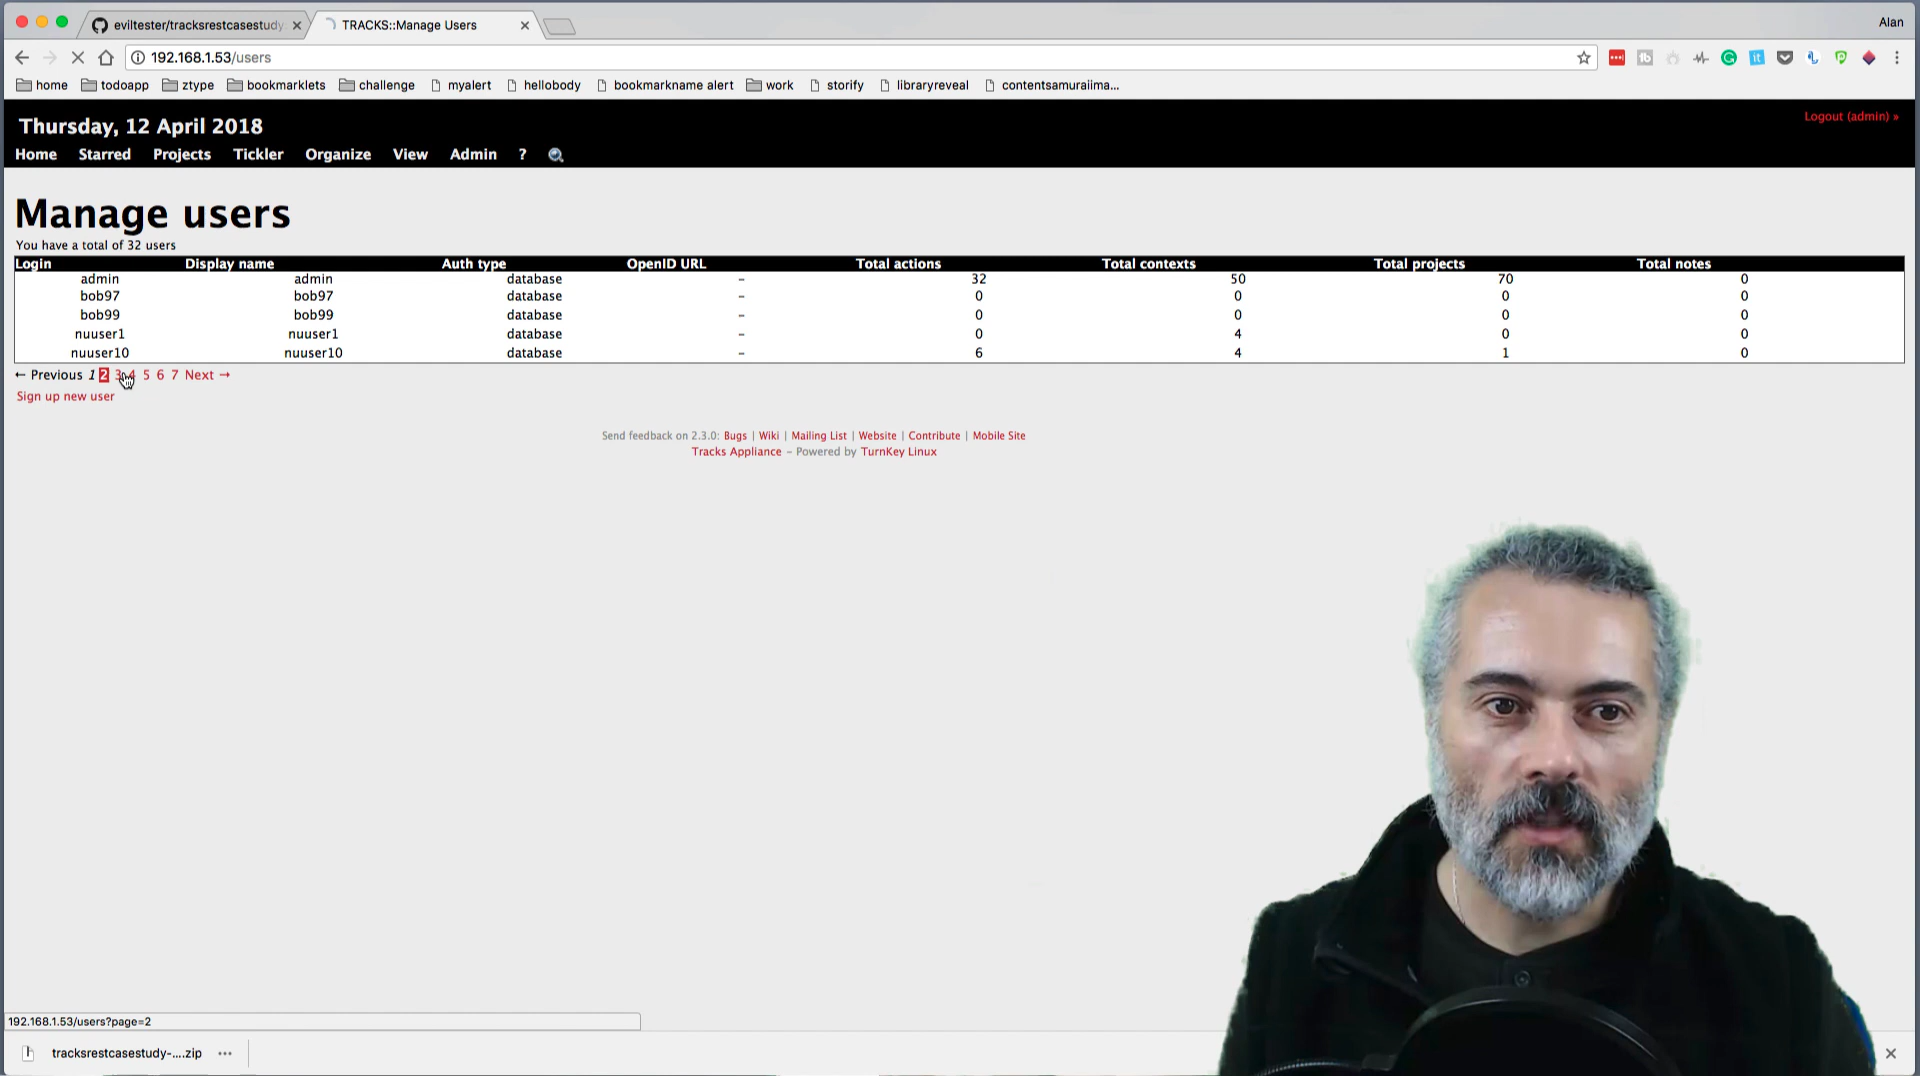 eviltester/tracksrestcasestudy
TRACKS::Manage Users
Alan
192.168.1.53/users
home todoapp ztype bookmarklets challenge myalert hellobody bookmarkname alert work storify libraryreveal contentsamuraiima...
Thursday, 12 April 2018
Logout (admin) »
Home Starred Projects Tickler Organize View Admin ?
Manage users
You have a total of 32 users
Login Display name Auth type OpenID URL Total actions Total contexts Total projects Total notes
admin admin database - 32 50 70 0
bob97 bob97 database - 0 0 0 0
bob99 bob99 database - 0 0 0 0
nuuser1 nuuser1 database - 0 4 0 0
nuuser10 nuuser10 database - 6 4 1 0
← Previous 1 2 3 4 5 6 7 Next →
Sign up new user
Send feedback on 2.3.0: Bugs | Wiki | Mailing List | Website | Contribute | Mobile Site
Tracks Appliance – Powered by TurnKey Linux
192.168.1.53/users?page=2
tracksrestcasestudy-....zip